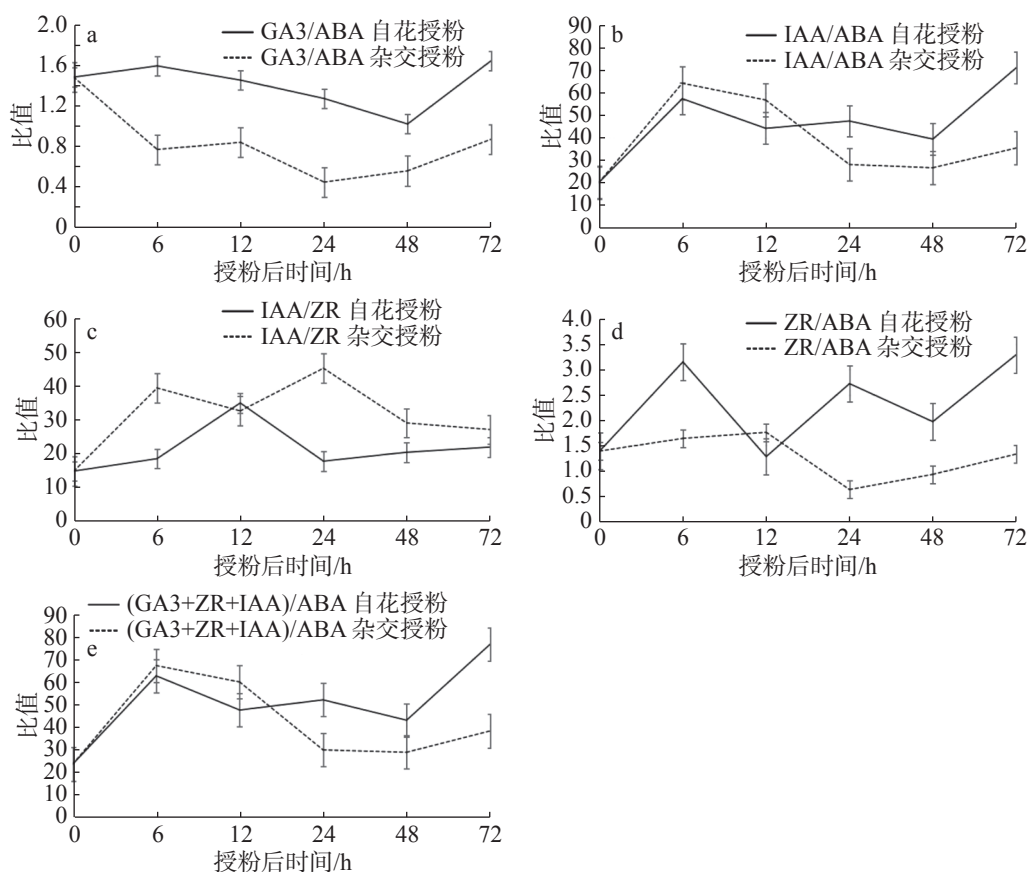 a
GA3/ABA 自花授粉
GA3/ABA 杂交授粉
2.0
1.6
1.2
0.8
0.4
0
比值
0 6 12 24 48 72
授粉后时间/h
b
IAA/ABA 自花授粉
IAA/ABA 杂交授粉
90
80
70
60
50
40
30
20
10
0
比值
0 6 12 24 48 72
授粉后时间/h
c
IAA/ZR 自花授粉
IAA/ZR 杂交授粉
60
50
40
30
20
10
0
比值
0 6 12 24 48 72
授粉后时间/h
d
ZR/ABA 自花授粉
ZR/ABA 杂交授粉
4.0
3.5
3.0
2.5
2.0
1.5
1.0
0.5
0
比值
0 6 12 24 48 72
授粉后时间/h
(GA3+ZR+IAA)/ABA 自花授粉
(GA3+ZR+IAA)/ABA 杂交授粉
e
90
80
70
60
50
40
30
20
10
0
比值
0 6 12 24 48 72
授粉后时间/h